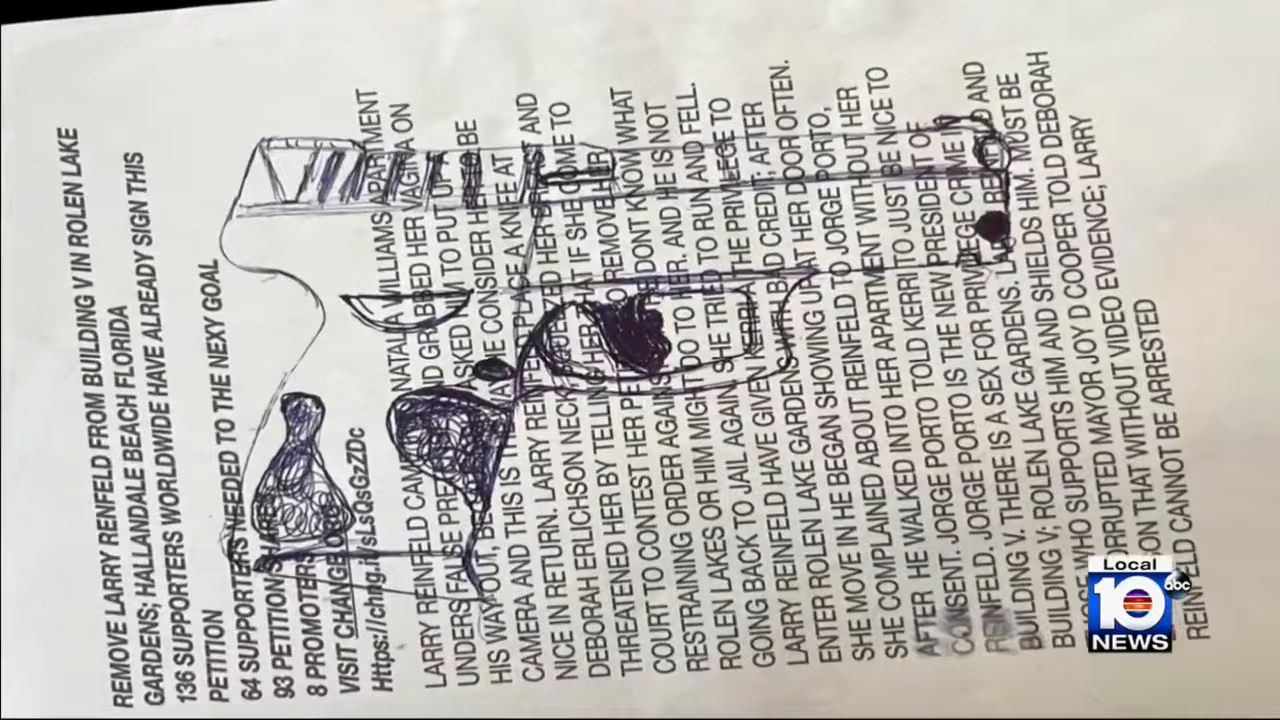 REMOVE LARRY RENFELD FROM BUILDING V IN ROLEN LAKE
GARDENS; HALLANDALE BEACH FLORIDA
136 SUPPORTERS WORLDWIDE HAVE ALREADY SIGN THIS
PETITION
64 SUPPORTERS NEEDED TO THE NEXY GOAL
93 PETITION SHARE
8 PROMOTERS
VISIT CHANGE.ORG
Https://chng.it/sLsQsGzZDc
LARRY REINFELD CAM NATALIA WILLIAMS APARTMENT
UNDERS FALSE PRE ND GRABBED HER VAGINA ON
HIS WAY OUT, ASKED HIM TO PUT UP
CAMERA AND THIS IS HE CONSIDER HER TO BE
NICE IN RETURN. LARRY REINFELD PLACE A KNIFE AT
DEBORAH ERLICHSON NECK HER AND
THREATENED HER BY TELLING HER THAT IF SHE COME TO
COURT TO CONTEST HER REMOVE HER
RESTRAINING ORDER AGAINS DONT KNOW WHAT
ROLEN LAKES OR HIM MIGHT DO TO HER. AND HE IS NOT
GOING BACK TO JAIL AGAIN SHE TRIED TO RUN AND FELL.
LARRY REINFELD HAVE GIVEN KERRI A THE PRIVILEGE TO
ENTER ROLEN LAKE GARDENS WITH BAD CREDIT; AFTER
SHE MOVE IN HE BEGAN SHOWING UP AT HER DOOR OFTEN.
SHE COMPLAINED ABOUT REINFELD TO JORGE PORTO,
AFTER HE WALKED INTO HER APARTMENT WITHOUT HER
CONSENT. JORGE PORTO TOLD KERRI TO JUST BE NICE TO
REINFELD. JORGE PORTO IS THE NEW PRESIDENT OF
BUILDING V. THERE IS A SEX FOR PRIVILEGE CRIME AND
BUILDING V; ROLEN LAKE GARDENS. MUST BE
WHO SUPPORTS HIM AND SHIELDS HIM.
CORRUPTED MAYOR JOY D COOPER TOLD DEBORAH
ON THAT WITHOUT VIDEO EVIDENCE; LARRY
REINFELD CANNOT BE ARRESTED
Local
10
abc
NEWS